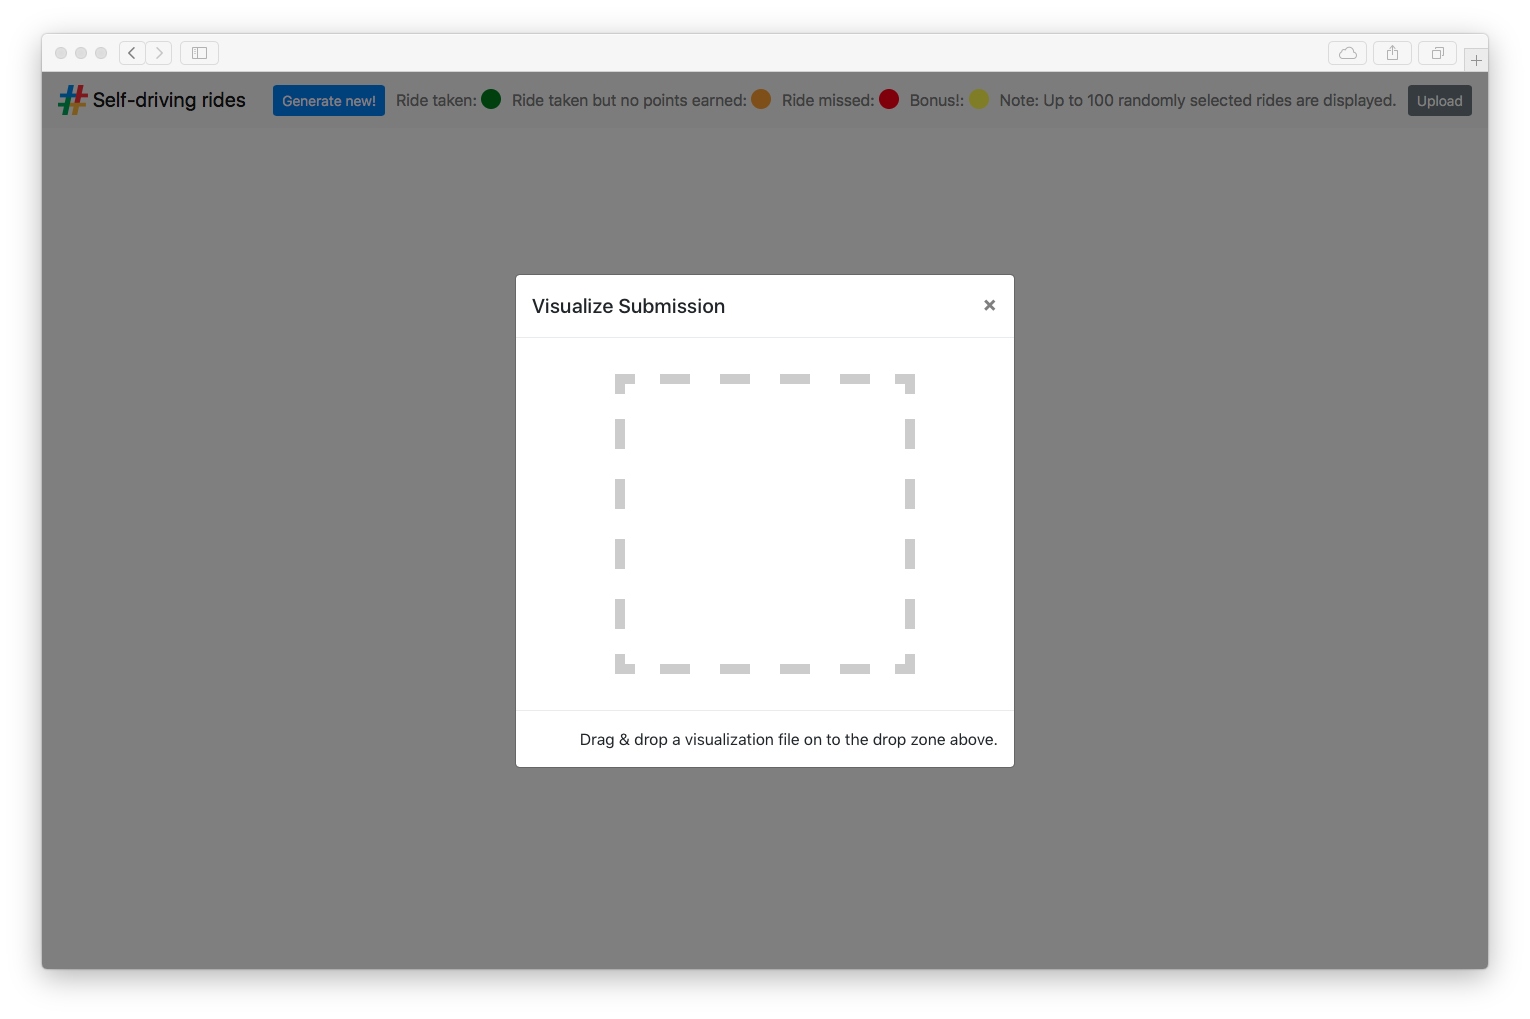 Self-driving rides Generate new! Ride taken: Ride taken but no points earned: Ride missed: Bonus!: Note: Up to 100 randomly selected rides are displayed. Upload
Visualize Submission ×
Drag & drop a visualization file on to the drop zone above.